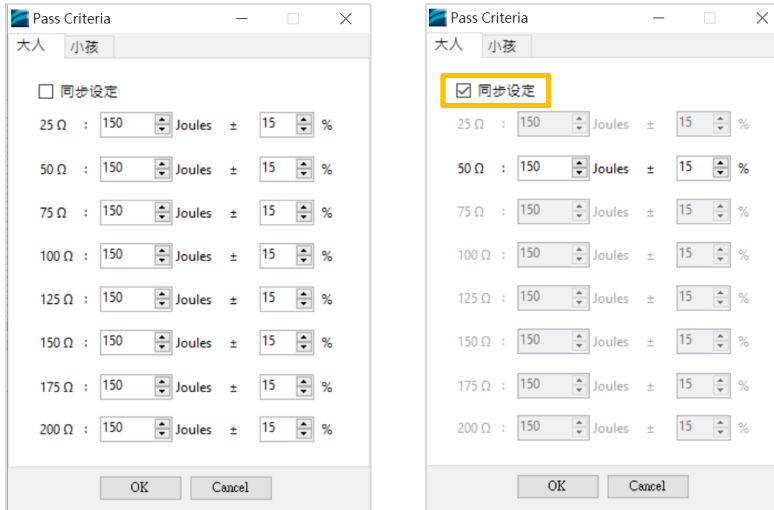 Pass Criteria
大人 小孩
同步设定
25 Ω : 150 Joules ± 15 %
50 Ω : 150 Joules ± 15 %
75 Ω : 150 Joules ± 15 %
100 Ω : 150 Joules ± 15 %
125 Ω : 150 Joules ± 15 %
150 Ω : 150 Joules ± 15 %
175 Ω : 150 Joules ± 15 %
200 Ω : 150 Joules ± 15 %
OK Cancel
Pass Criteria
大人 小孩
同步设定
25 Ω : 150 Joules ± 15 %
50 Ω : 150 Joules ± 15 %
75 Ω : 150 Joules ± 15 %
100 Ω : 150 Joules ± 15 %
125 Ω : 150 Joules ± 15 %
150 Ω : 150 Joules ± 15 %
175 Ω : 150 Joules ± 15 %
200 Ω : 150 Joules ± 15 %
OK Cancel